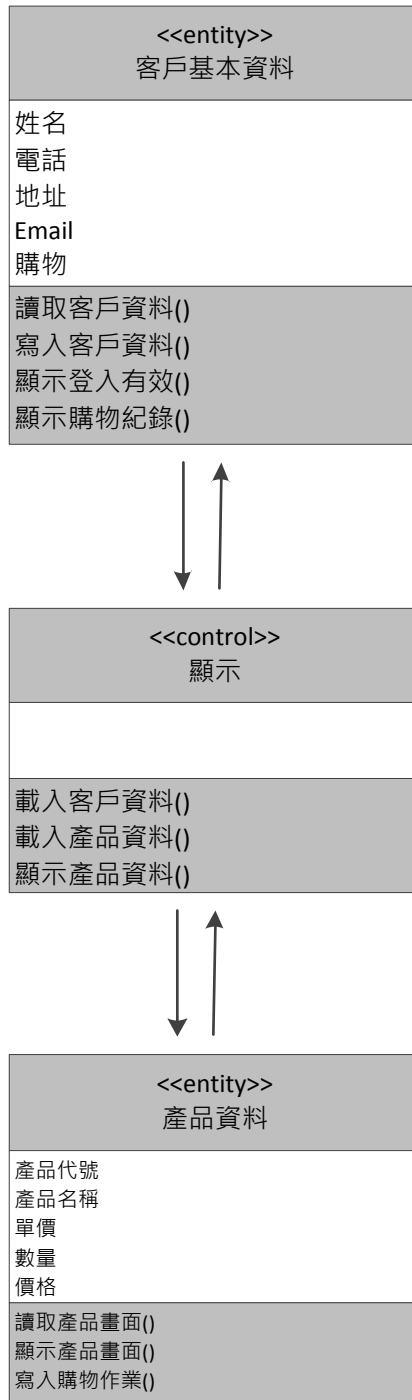 <<entity>>
客戶基本資料
姓名
電話
地址
Email
購物
讀取客戶資料()
寫入客戶資料()
顯示登入有效()
顯示購物紀錄()
<<control>>
顯示
載入客戶資料()
載入產品資料()
顯示產品資料()
<<entity>>
產品資料
產品代號
產品名稱
單價
數量
價格
讀取產品畫面()
顯示產品畫面()
寫入購物作業()